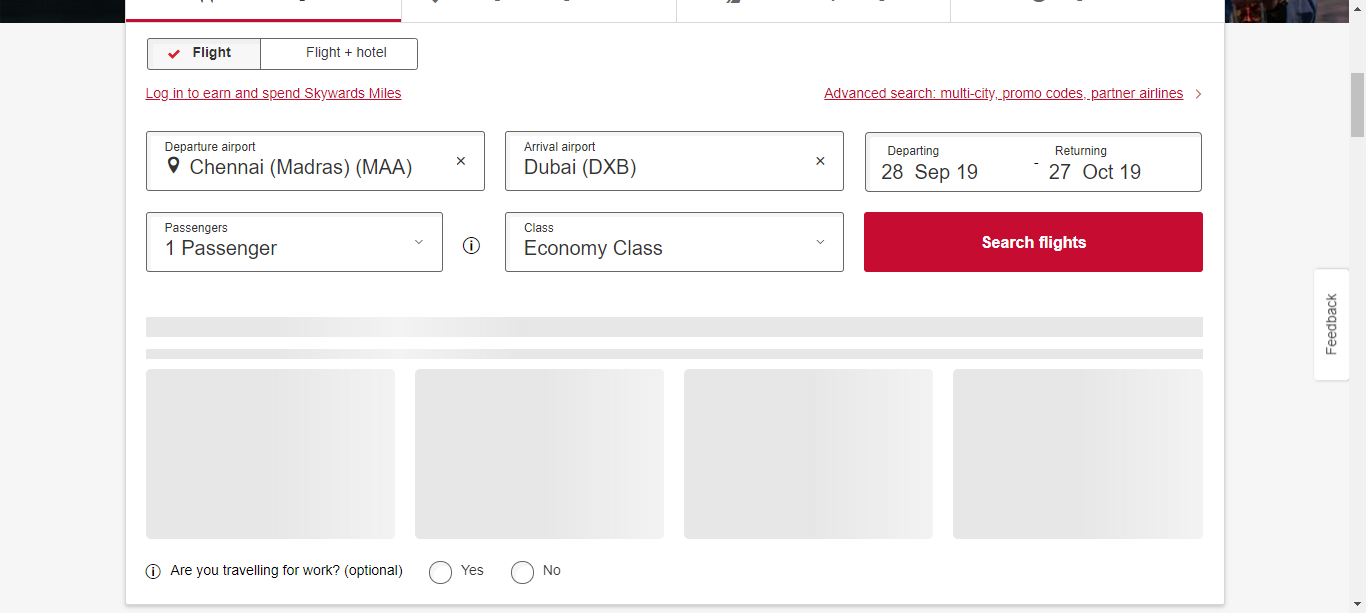 Flight
Flight + hotel
Log in to earn and spend Skywards Miles
Advanced search: multi-city, promo codes, partner airlines
Departure airport
Chennai (Madras) (MAA)
Arrival airport
Dubai (DXB)
Departing
28 Sep 19
-
Returning
27 Oct 19
Passengers
1 Passenger
Class
Economy Class
Search flights
Feedback
Are you travelling for work? (optional)
Yes
No